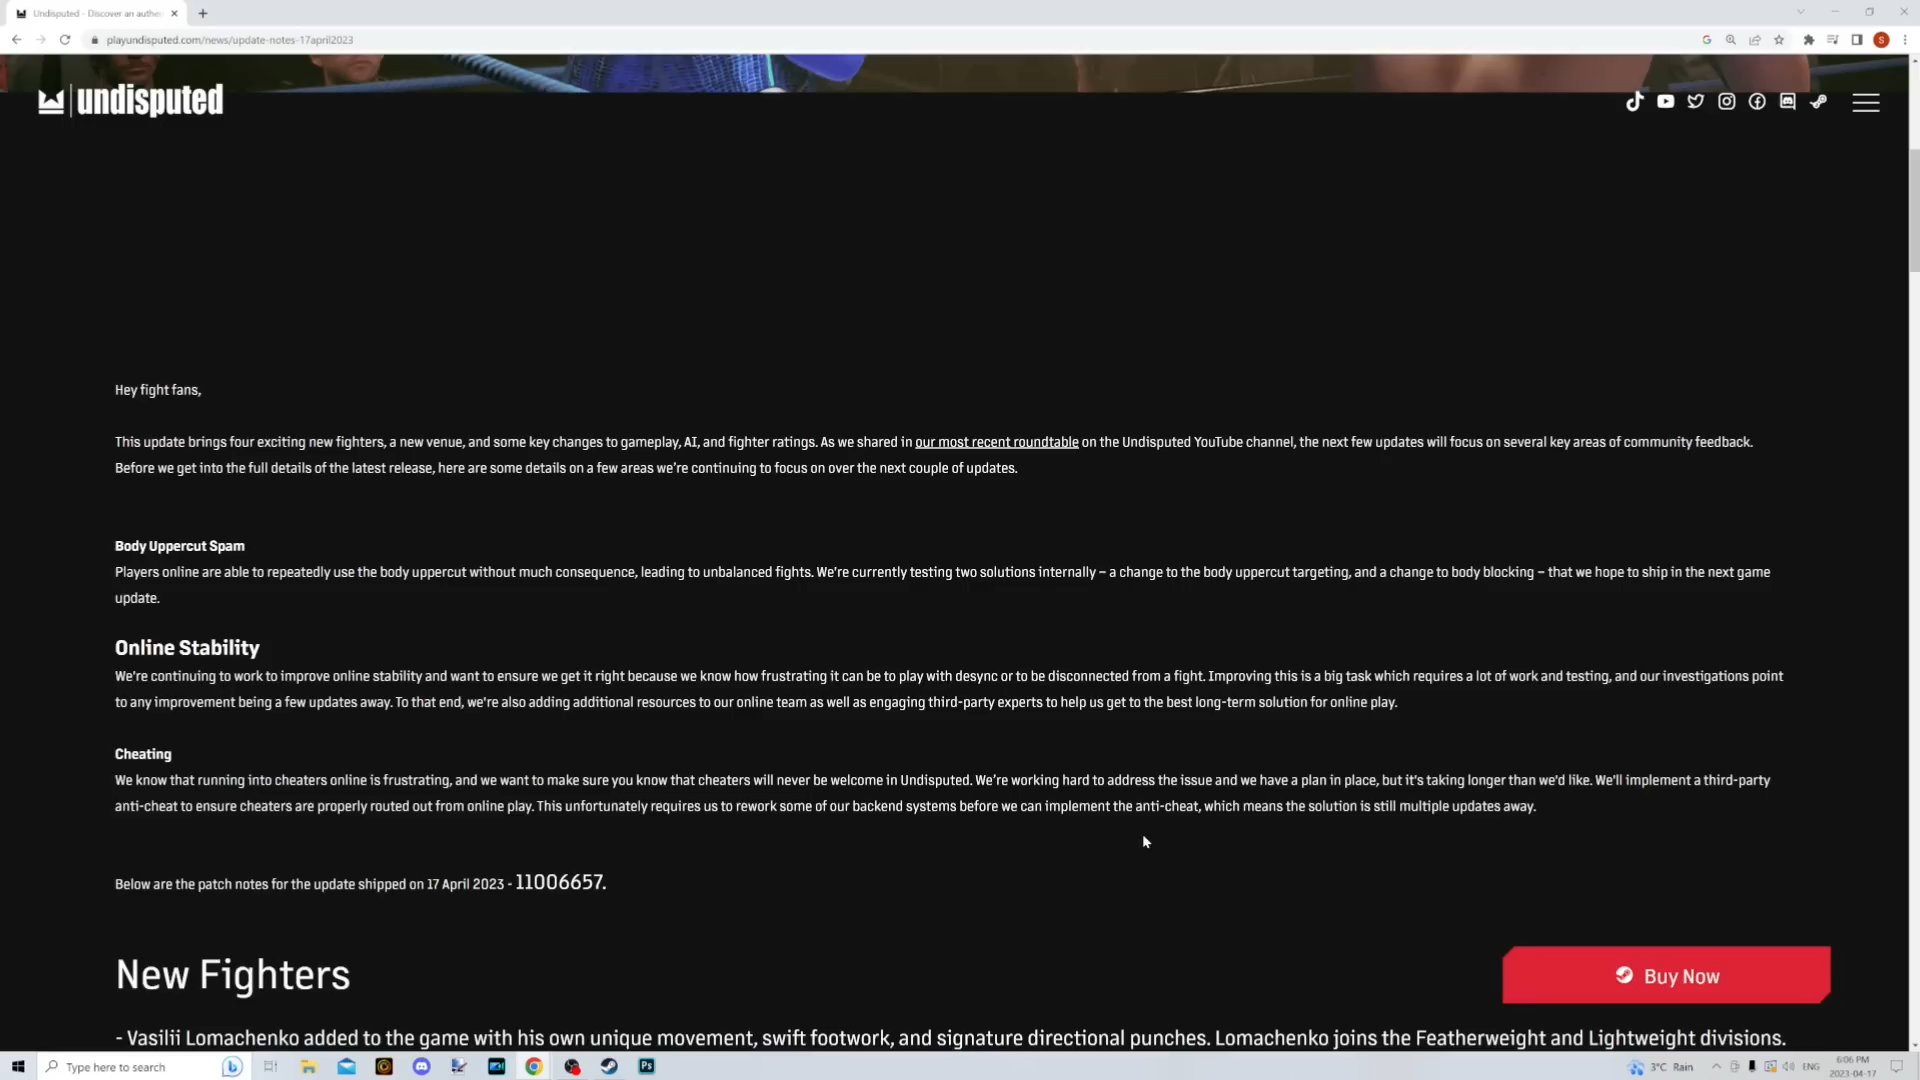 Undisputed - Discover an authe
playundisputed.com/news/update-notes-17april2023
S
undisputed
Hey fight fans,
This update brings four exciting new fighters, a new venue, and some key changes to gameplay, AI, and fighter ratings. As we shared in our most recent roundtable on the Undisputed YouTube channel, the next few updates will focus on several key areas of community feedback.
Before we get into the full details of the latest release, here are some details on a few areas we're continuing to focus on over the next couple of updates.
Body Uppercut Spam
Players online are able to repeatedly use the body uppercut without much consequence, leading to unbalanced fights. We're currently testing two solutions internally – a change to the body uppercut targeting, and a change to body blocking – that we hope to ship in the next game
update.
Online Stability
We're continuing to work to improve online stability and want to ensure we get it right because we know how frustrating it can be to play with desync or to be disconnected from a fight. Improving this is a big task which requires a lot of work and testing, and our investigations point
to any improvement being a few updates away. To that end, we're also adding additional resources to our online team as well as engaging third-party experts to help us get to the best long-term solution for online play.
Cheating
We know that running into cheaters online is frustrating, and we want to make sure you know that cheaters will never be welcome in Undisputed. We're working hard to address the issue and we have a plan in place, but it's taking longer than we'd like. We'll implement a third-party
anti-cheat to ensure cheaters are properly routed out from online play. This unfortunately requires us to rework some of our backend systems before we can implement the anti-cheat, which means the solution is still multiple updates away.
Below are the patch notes for the update shipped on 17 April 2023 - 11006657.
New Fighters
Buy Now
- Vasilii Lomachenko added to the game with his own unique movement, swift footwork, and signature directional punches. Lomachenko joins the Featherweight and Lightweight divisions.
Type here to search
Ps
3°C Rain
ENG
6:06 PM
2023-04-17